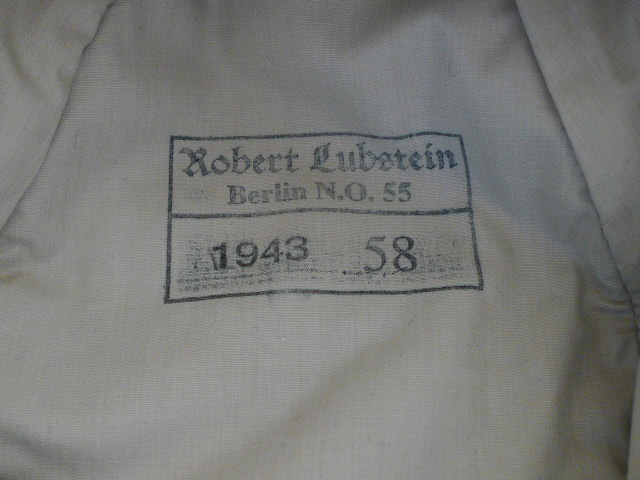 Robert Lubstein
Berlin N.O. 55
1943 58